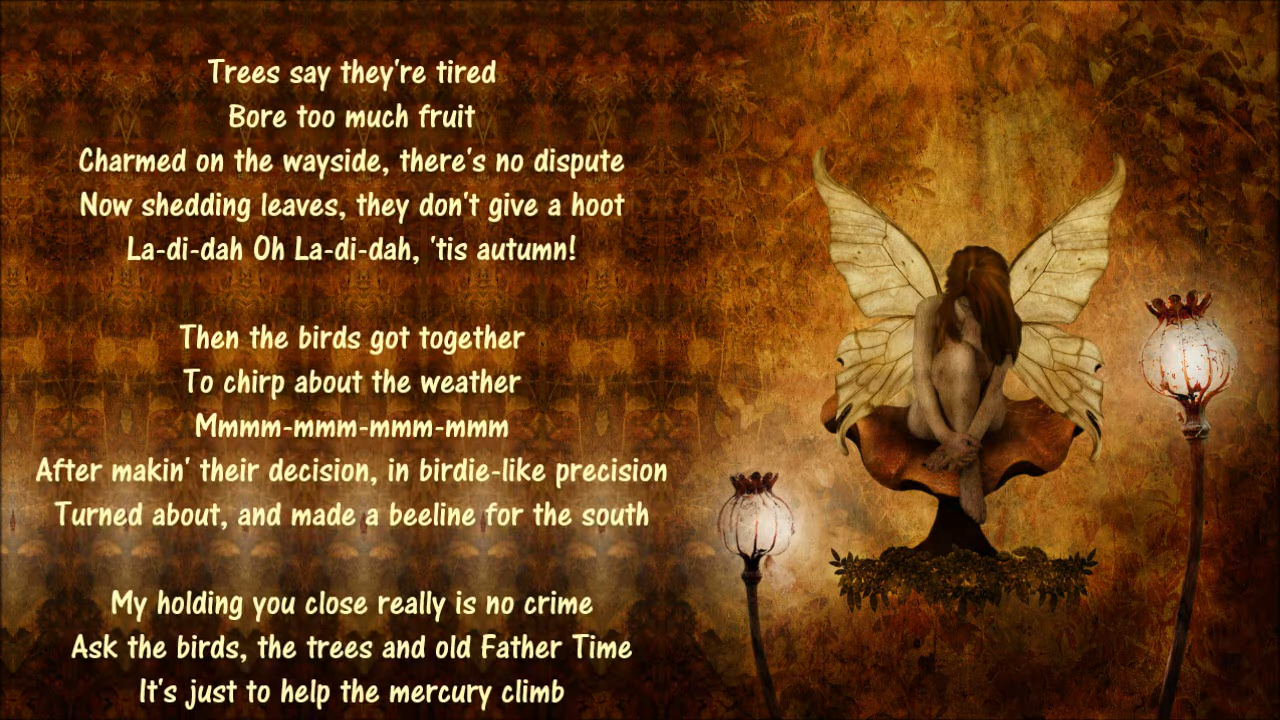 Trees say they're tired
Bore too much fruit
Charmed on the wayside, there's no dispute
Now shedding leaves, they don't give a hoot
La-di-dah Oh La-di-dah, 'tis autumn!
Then the birds got together
To chirp about the weather
Mmmm-mmm-mmm-mmm
After makin' their decision, in birdie-like precision
Turned about, and made a beeline for the south
My holding you close really is no crime
Ask the birds, the trees and old Father Time
It's just to help the mercury climb